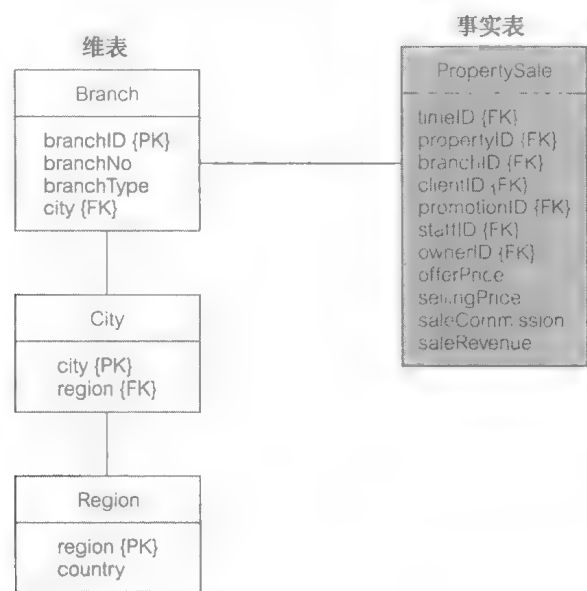 维表
Branch
branchID {PK}
branchNo
branchType
city {FK}
City
city {PK}
region {FK}
Region
region {PK}
country
事实表
PropertySale
timeID {FK}
propertyID {FK}
branchID {FK}
clientID {FK}
promotionID {FK}
staffID {FK}
ownerID {FK}
offerPrice
sellingPrice
saleCommission
saleRevenue